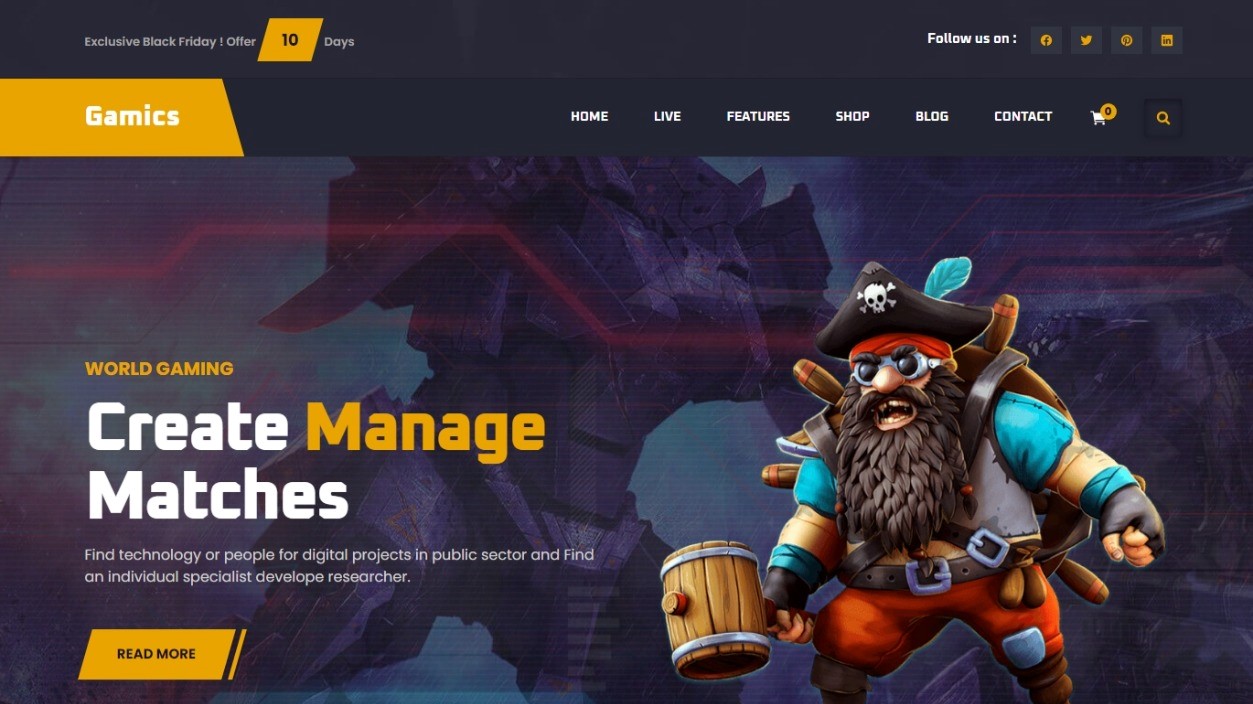 Exclusive Black Friday ! Offer 10 Days
Follow us on :
Gamics
HOME LIVE FEATURES SHOP BLOG CONTACT 0
WORLD GAMING
Create Manage
Matches
Find technology or people for digital projects in public sector and Find
an individual specialist develope researcher.
READ MORE